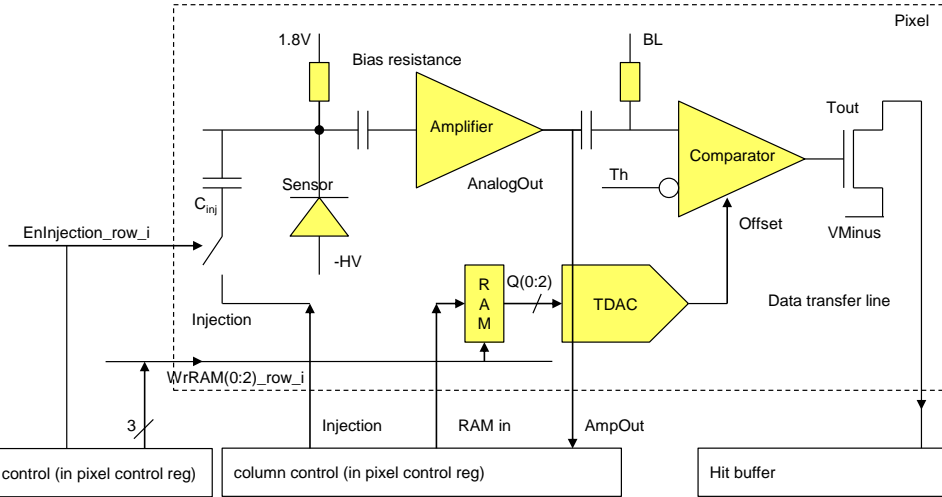 Pixel
1.8V
BL
Bias resistance
Tout
Amplifier
Comparator
Th
Sensor
AnalogOut
Cinj
Offset
EnInjection_row_i
VMinus
-HV
Q(0:2)
RAM
TDAC
Data transfer line
Injection
WrRAM(0:2)_row_i
3
Injection
RAM in
AmpOut
control (in pixel control reg)
column control (in pixel control reg)
Hit buffer